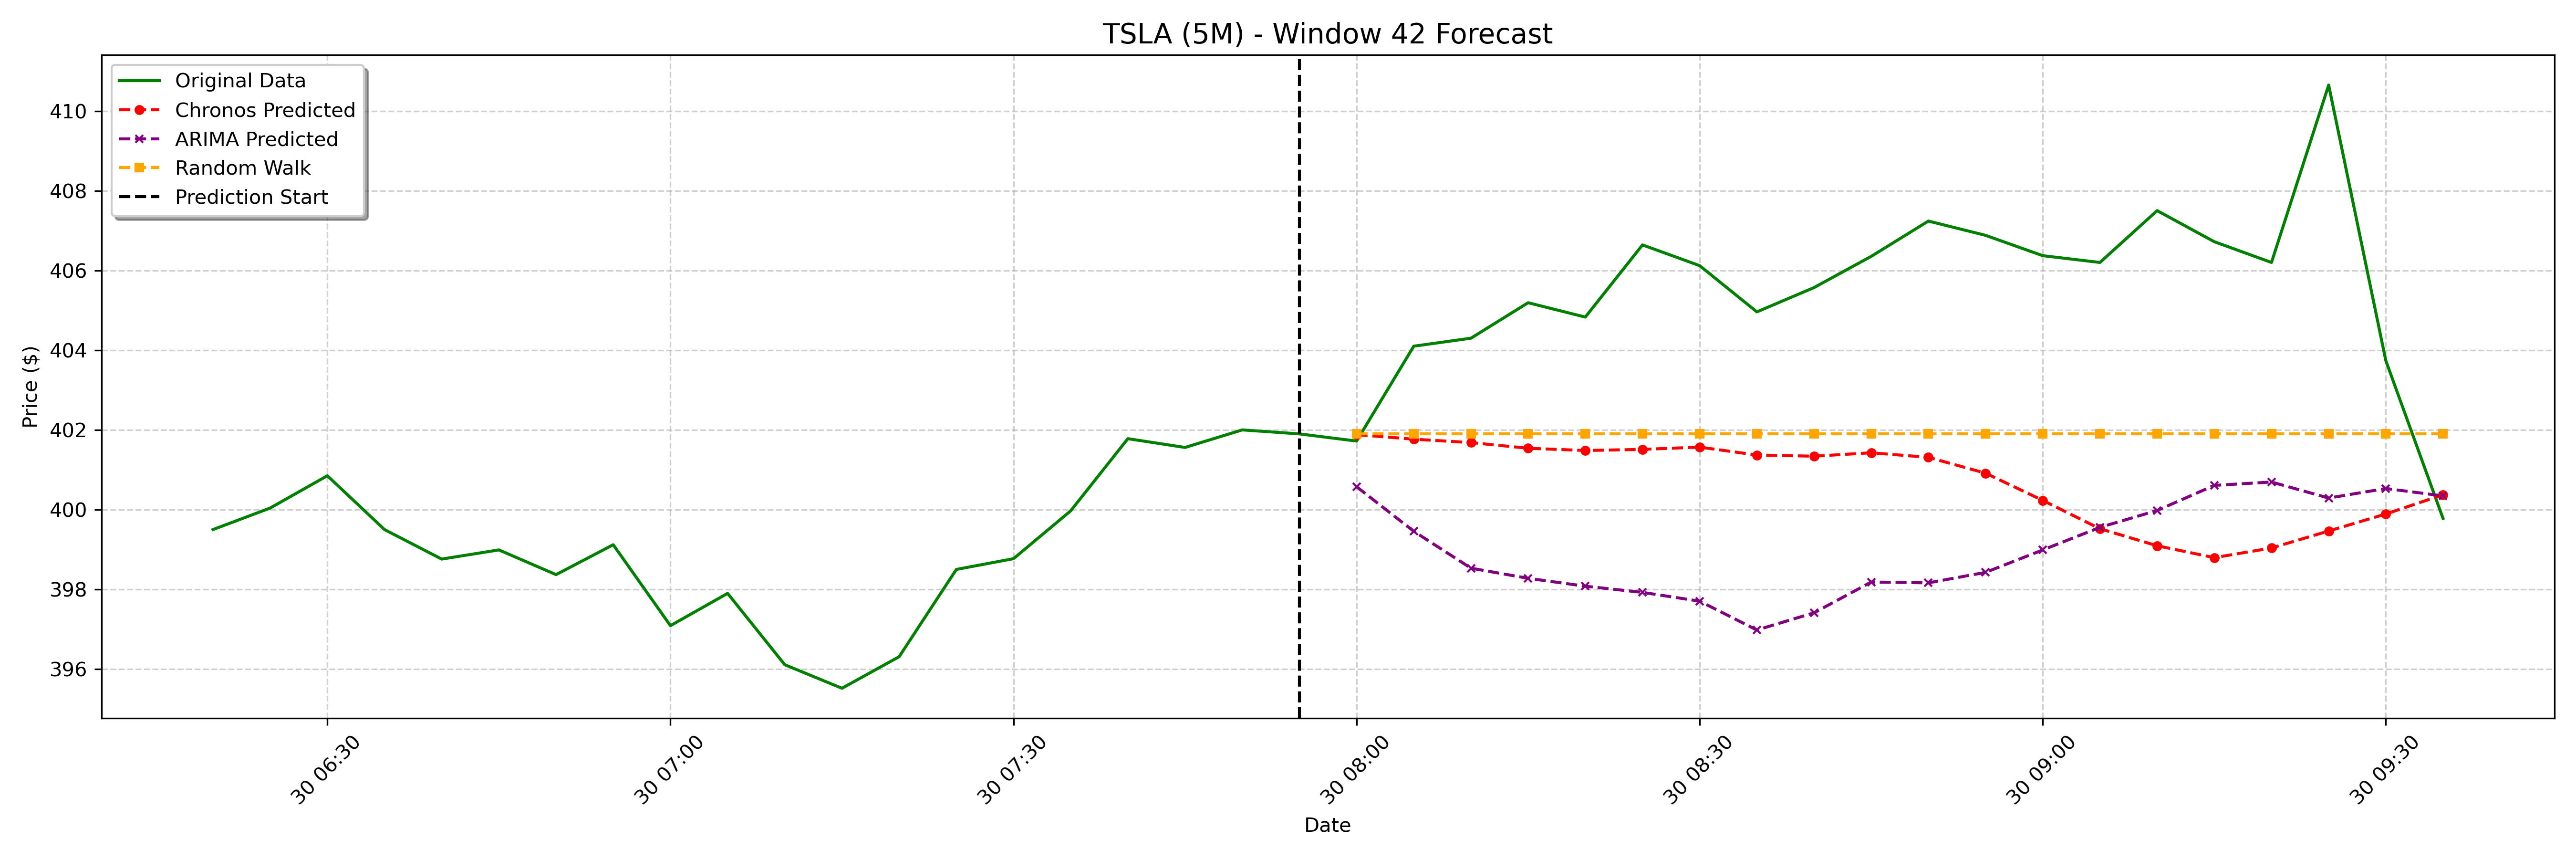 TSLA (5M) - Window 42 Forecast
Original Data
Chronos Predicted
ARIMA Predicted
Random Walk
Prediction Start
Price ($)
410
408
406
404
402
400
398
396
30 06:30
30 07:00
30 07:30
30 08:00
30 08:30
30 09:00
30 09:30
Date